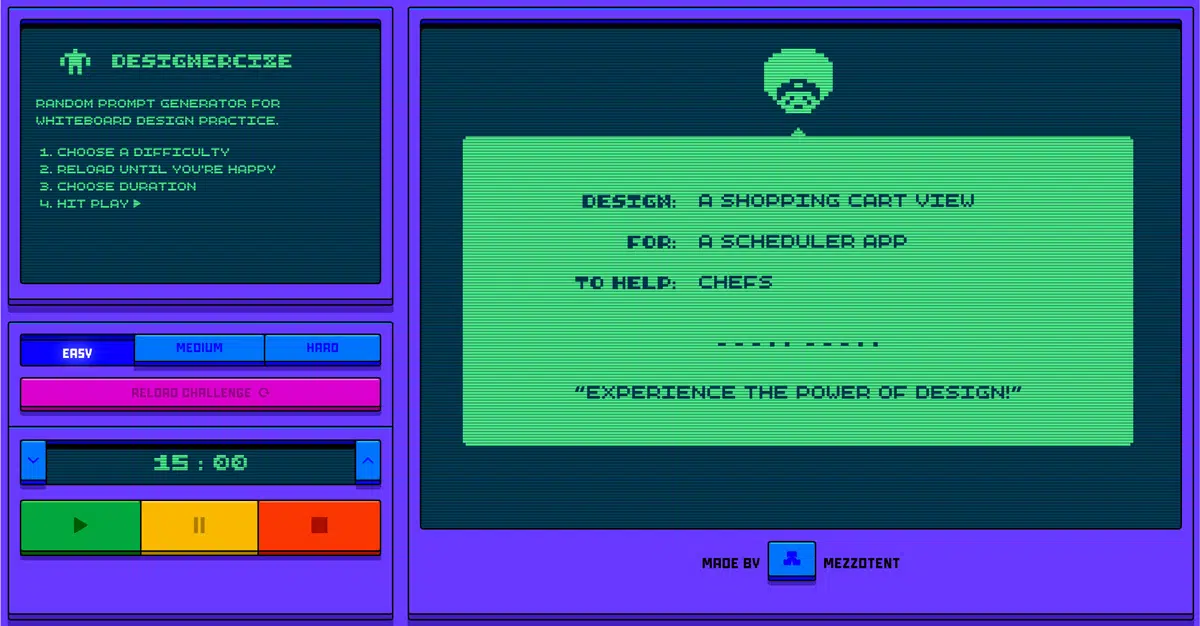 DESIGNERCIZE
RANDOM PROMPT GENERATOR FOR
WHITEBOARD DESIGN PRACTICE.
1. CHOOSE A DIFFICULTY
2. RELOAD UNTIL YOU'RE HAPPY
3. CHOOSE DURATION
4. HIT PLAY ▶
EASY
MEDIUM
HARD
RELOAD CHALLENGE
15:00
DESIGN: A SHOPPING CART VIEW
FOR: A SCHEDULER APP
TO HELP: CHEFS
---.. ---..
“EXPERIENCE THE POWER OF DESIGN!”
MADE BY MEZZOTENT